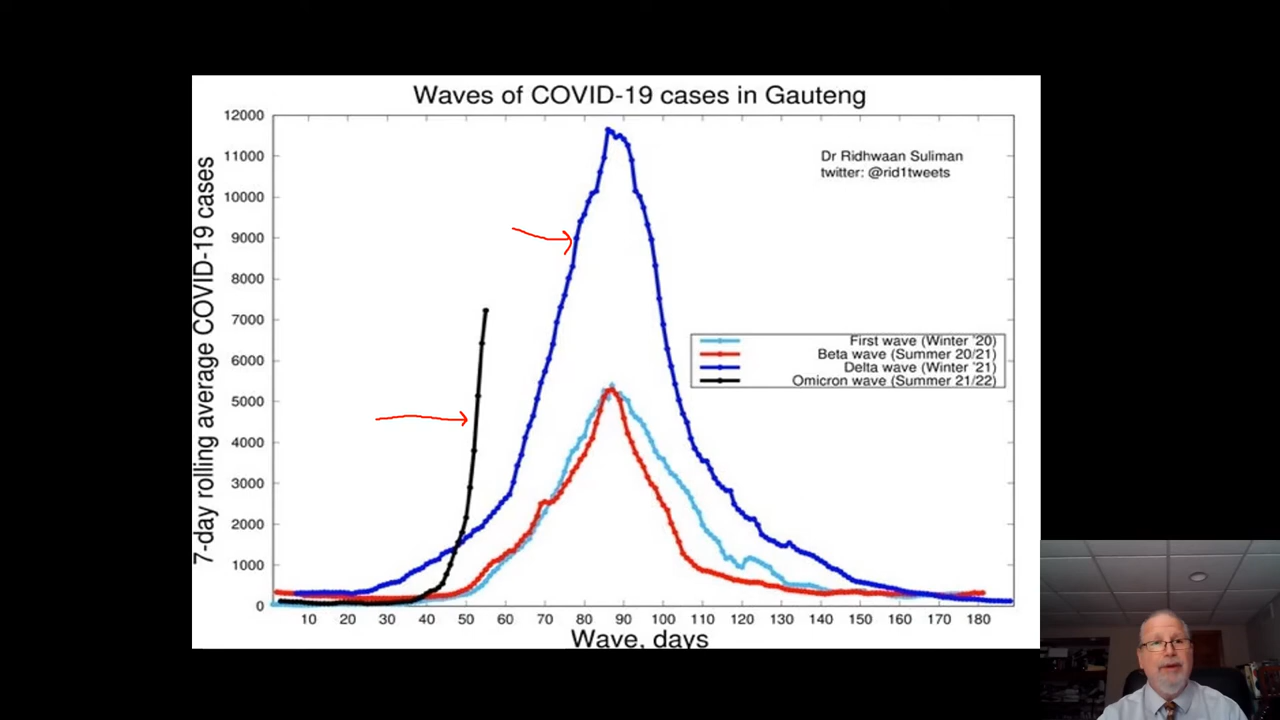 Waves of COVID-19 cases in Gauteng
12000
11000
10000
9000
8000
7000
6000
5000
4000
3000
2000
1000
0
7-day rolling average COVID-19 cases
Dr Ridhwaan Suliman
twitter: @rid1tweets
First wave (Winter '20)
Beta wave (Summer 20/21)
Delta wave (Winter '21)
Omicron wave (Summer 21/22)
10 20 30 40 50 60 70 80 90 100 110 120 130 140 150 160 170 180
Wave, days